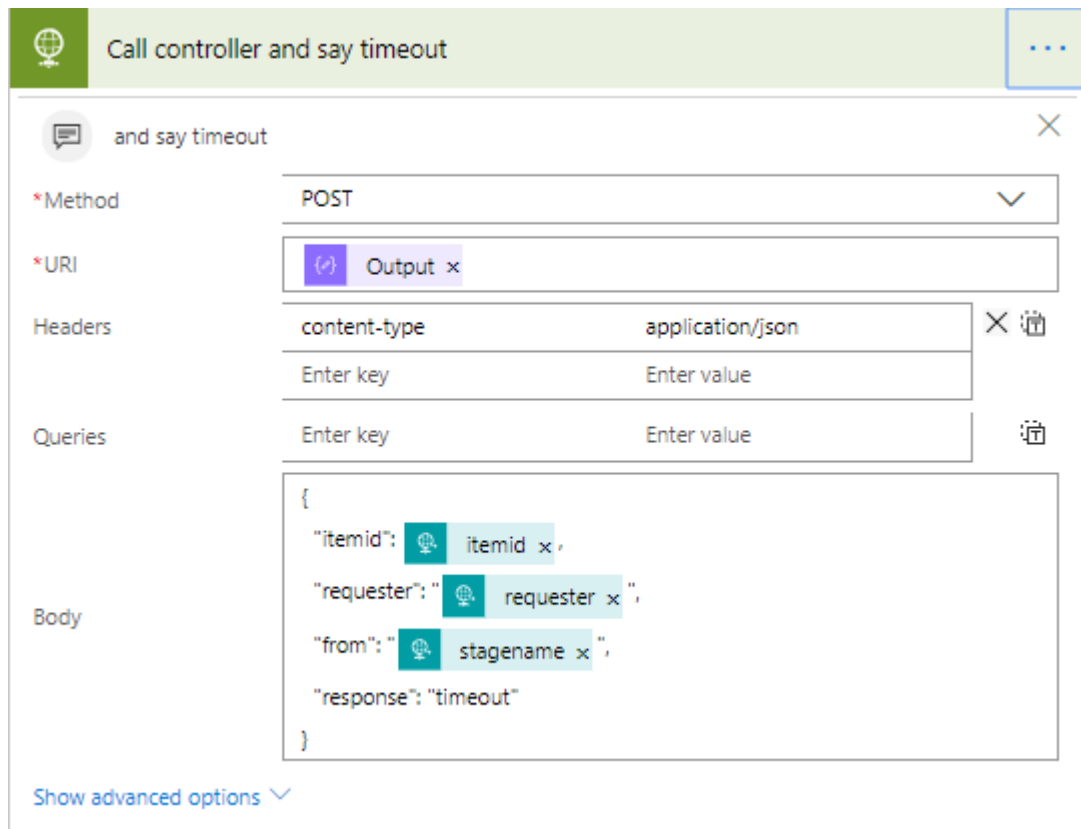 Call controller and say timeout
...
and say timeout
*Method POST
*URI Output ×
Headers content-type application/json
Enter key Enter value
Queries Enter key Enter value
Body
{
"itemid": itemid ×,
"requester": " requester × ",
"from": " stagename × ",
"response": "timeout"
}
Show advanced options